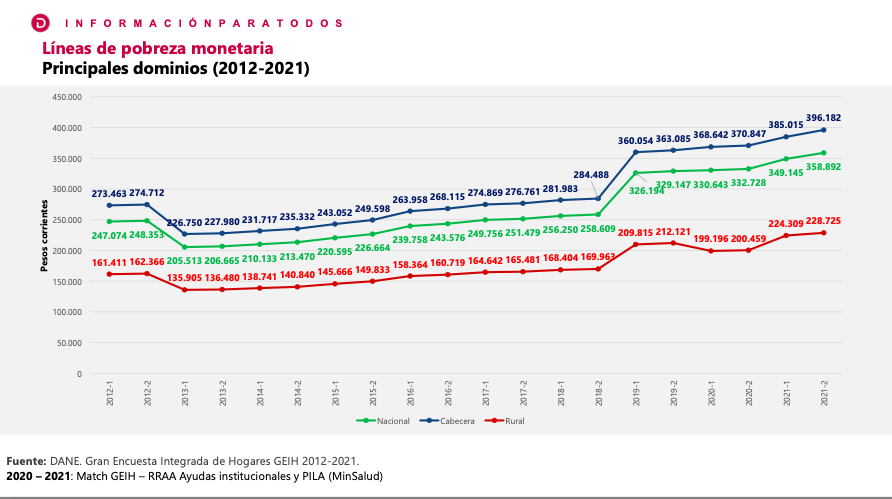 D INFORMACIÓNPARATODOS
Líneas de pobreza monetaria
Principales dominios (2012-2021)
Pesos corrientes
450.000
400.000
350.000
300.000
250.000
200.000
150.000
100.000
50.000
0
273.463 274.712 226.750 227.980 231.717 235.332 243.052 249.598 263.958 268.115 274.869 276.761 281.983 284.488 360.054 363.085 368.642 370.847 385.015 396.182
247.074 248.353 205.513 206.665 210.133 213.470 220.595 226.664 239.758 243.576 249.756 251.479 256.250 258.609 326.194 329.147 330.643 332.728 349.145 358.892
161.411 162.366 135.905 136.480 138.741 140.840 145.666 149.833 158.364 160.719 164.642 165.481 168.404 169.963 209.815 212.121 199.196 200.459 224.309 228.725
2012-1 2012-2 2013-1 2013-2 2014-1 2014-2 2015-1 2015-2 2016-1 2016-2 2017-1 2017-2 2018-1 2018-2 2019-1 2019-2 2020-1 2020-2 2021-1 2021-2
Nacional Cabecera Rural
Fuente: DANE. Gran Encuesta Integrada de Hogares GEIH 2012-2021.
2020 – 2021: Match GEIH – RRAA Ayudas institucionales y PILA (MinSalud)